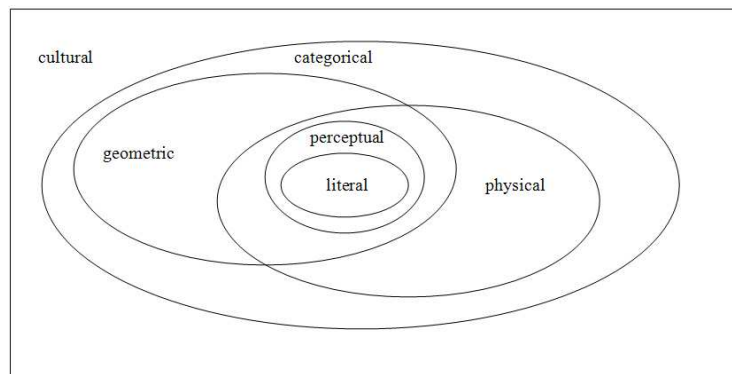 cultural
categorical
perceptual
geometric
literal
physical